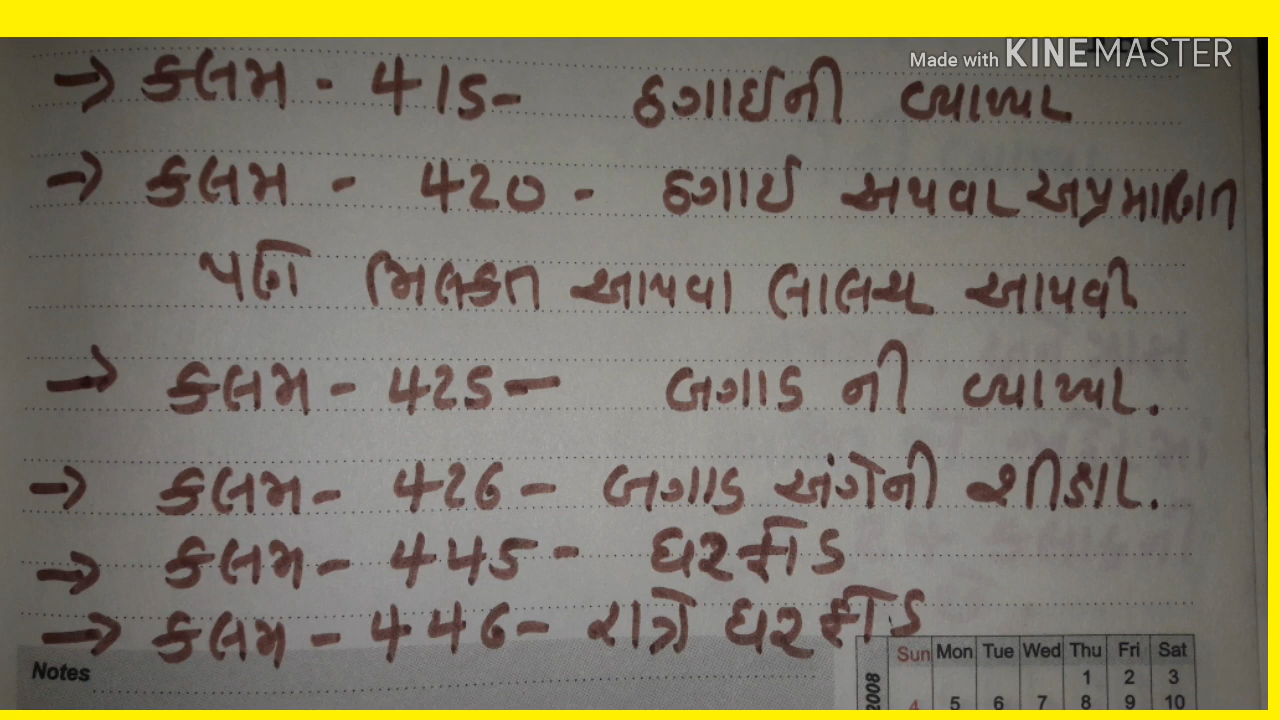 Made with KINEMASTER
→ કલમ - 415- ઠગાઈની વ્યાખ્યા
→ કલમ - 420 - ઠગાઈ અથવા અપ્રમાણિત
પણે મિલકત આપવા લાલચ આપવી
→ કલમ - 425 - બગાડ ની વ્યાખ્યા.
→ કલમ - 426 - બગાડ અંગેની શીક્ષા.
→ કલમ - 445 - ઘરફોડ
→ કલમ - 446 - રાત્રે ઘરફોડ
Notes
2008 Sun Mon Tue Wed Thu Fri Sat
1 2 3
4 5 6 7 8 9 10